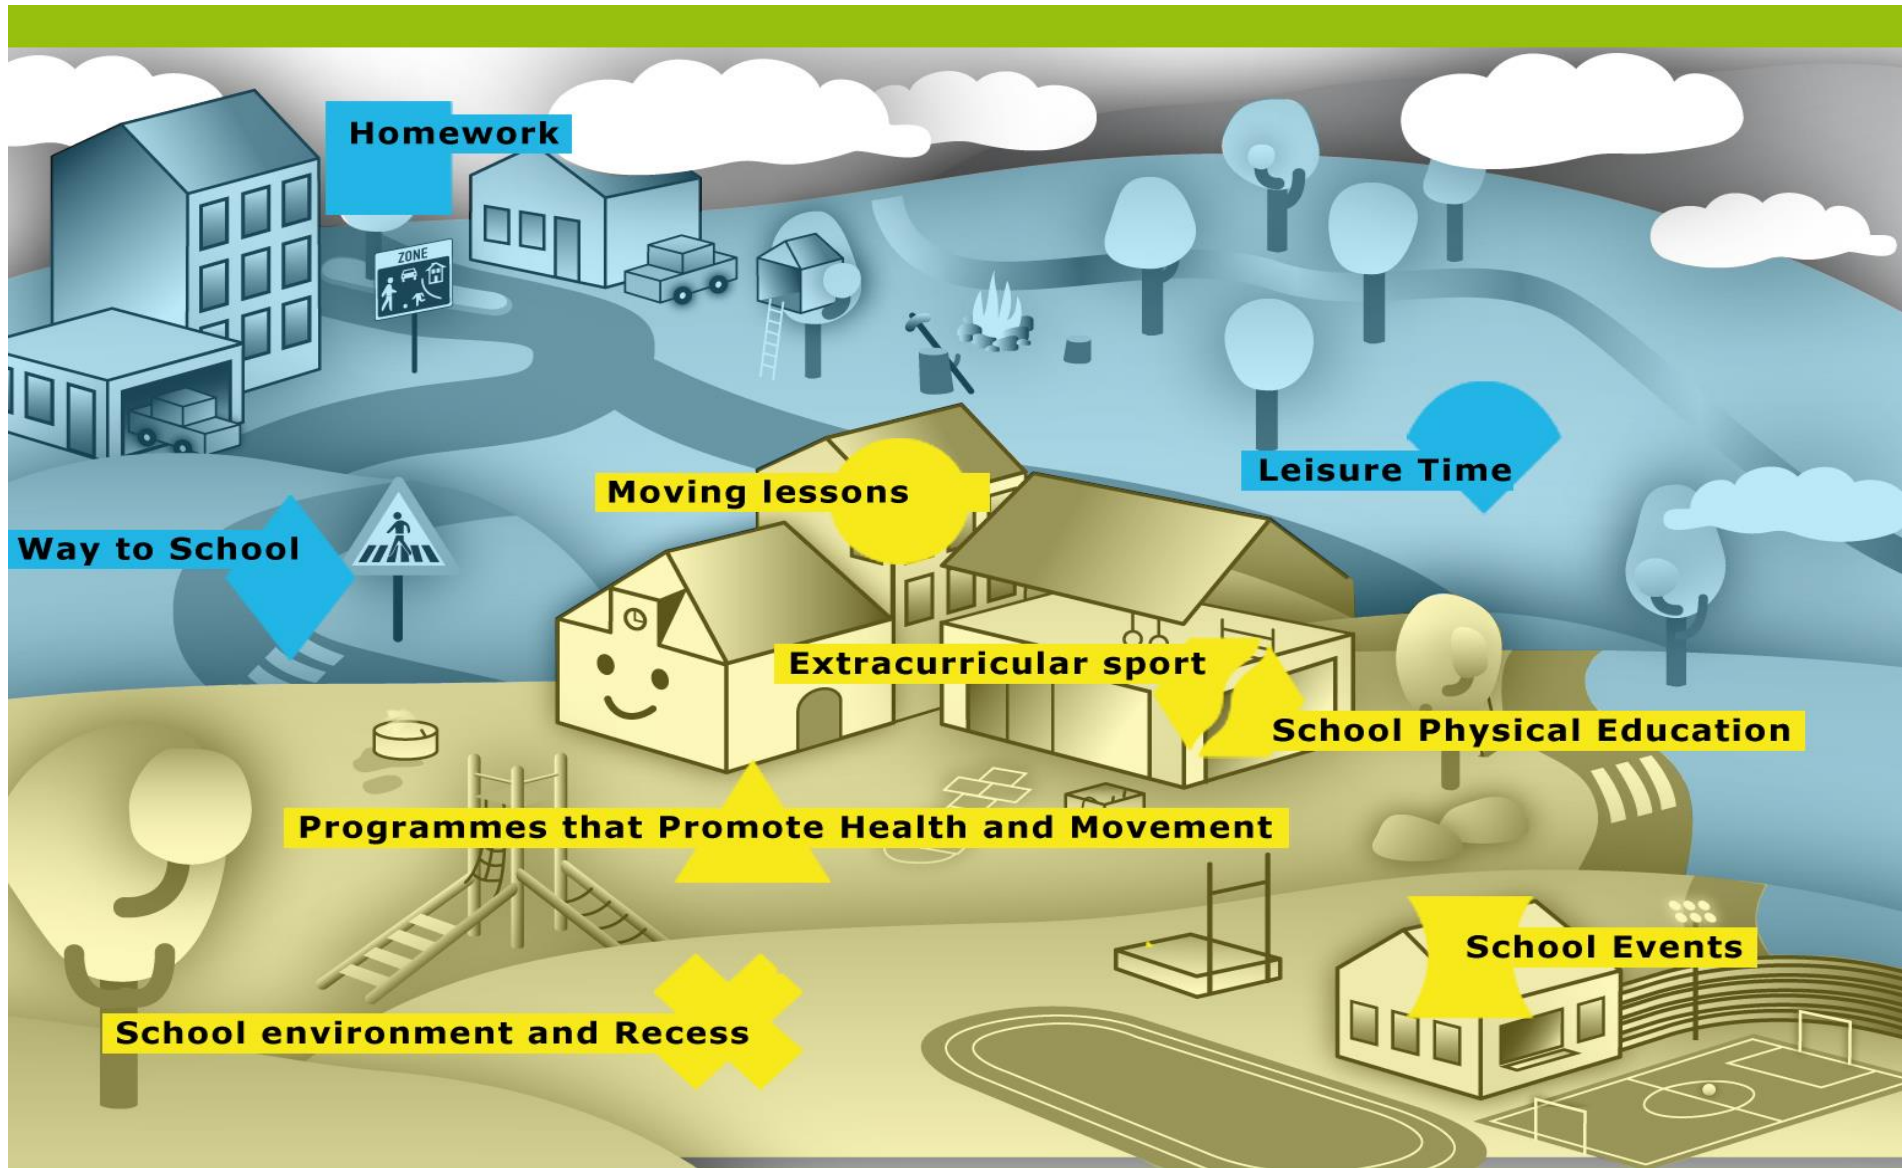 Homework
ZONE
Leisure Time
Moving lessons
Way to School
Extracurricular sport
School Physical Education
Programmes that Promote Health and Movement
School Events
School environment and Recess